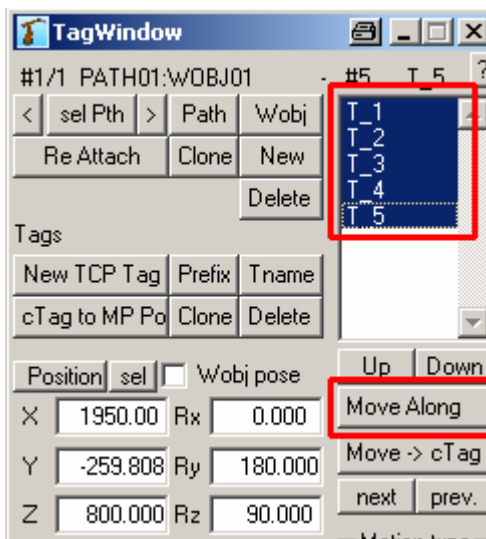 TagWindow
#1/1 PATH01:WOBJ01 - #5 T_5 ?
< sel Pth > Path Wobj
Re Attach Clone New
Delete
T_1
T_2
T_3
T_4
T_5
Tags
New TCP Tag Prefix Tname
cTag to MP Po Clone Delete
Position sel Wobj pose
X 1950.00 Rx 0.000
Y -259.808 Ry 180.000
Z 800.000 Rz 90.000
Up Down
Move Along
Move -> cTag
next prev.
Motion type